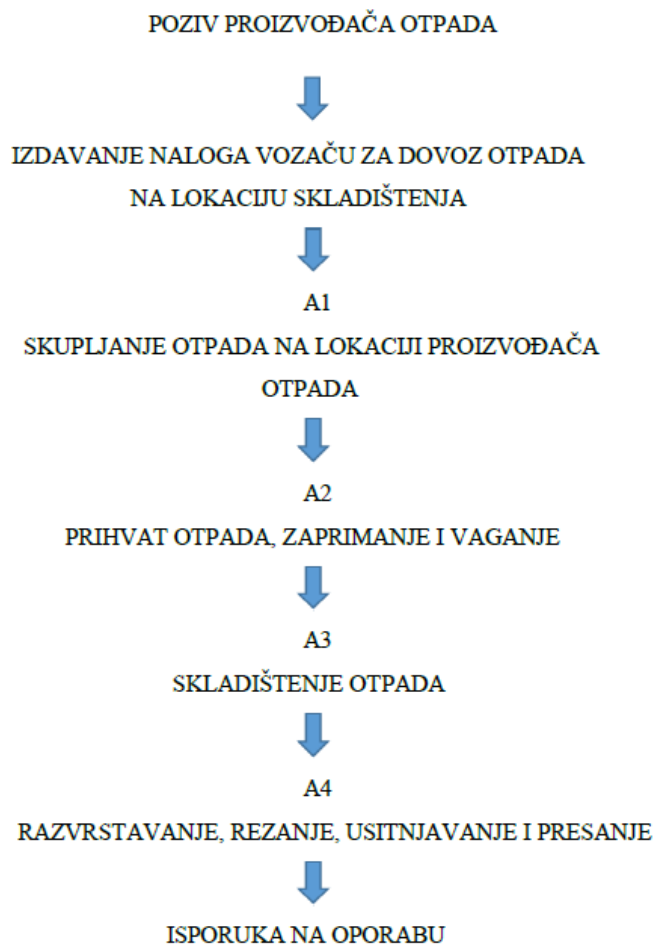 POZIV PROIZVOĐAČA OTPADA
IZDAVANJE NALOGA VOZAČU ZA DOVOZ OTPADA
NA LOKACIJU SKLADIŠTENJA
A1
SKUPLJANJE OTPADA NA LOKACIJI PROIZVOĐAČA
OTPADA
A2
PRIHVAT OTPADA, ZAPRIMANJE I VAGANJE
A3
SKLADIŠTENJE OTPADA
A4
RAZVRSTAVANJE, REZANJE, USITNJAVANJE I PRESANJE
ISPORUKA NA OPORABU